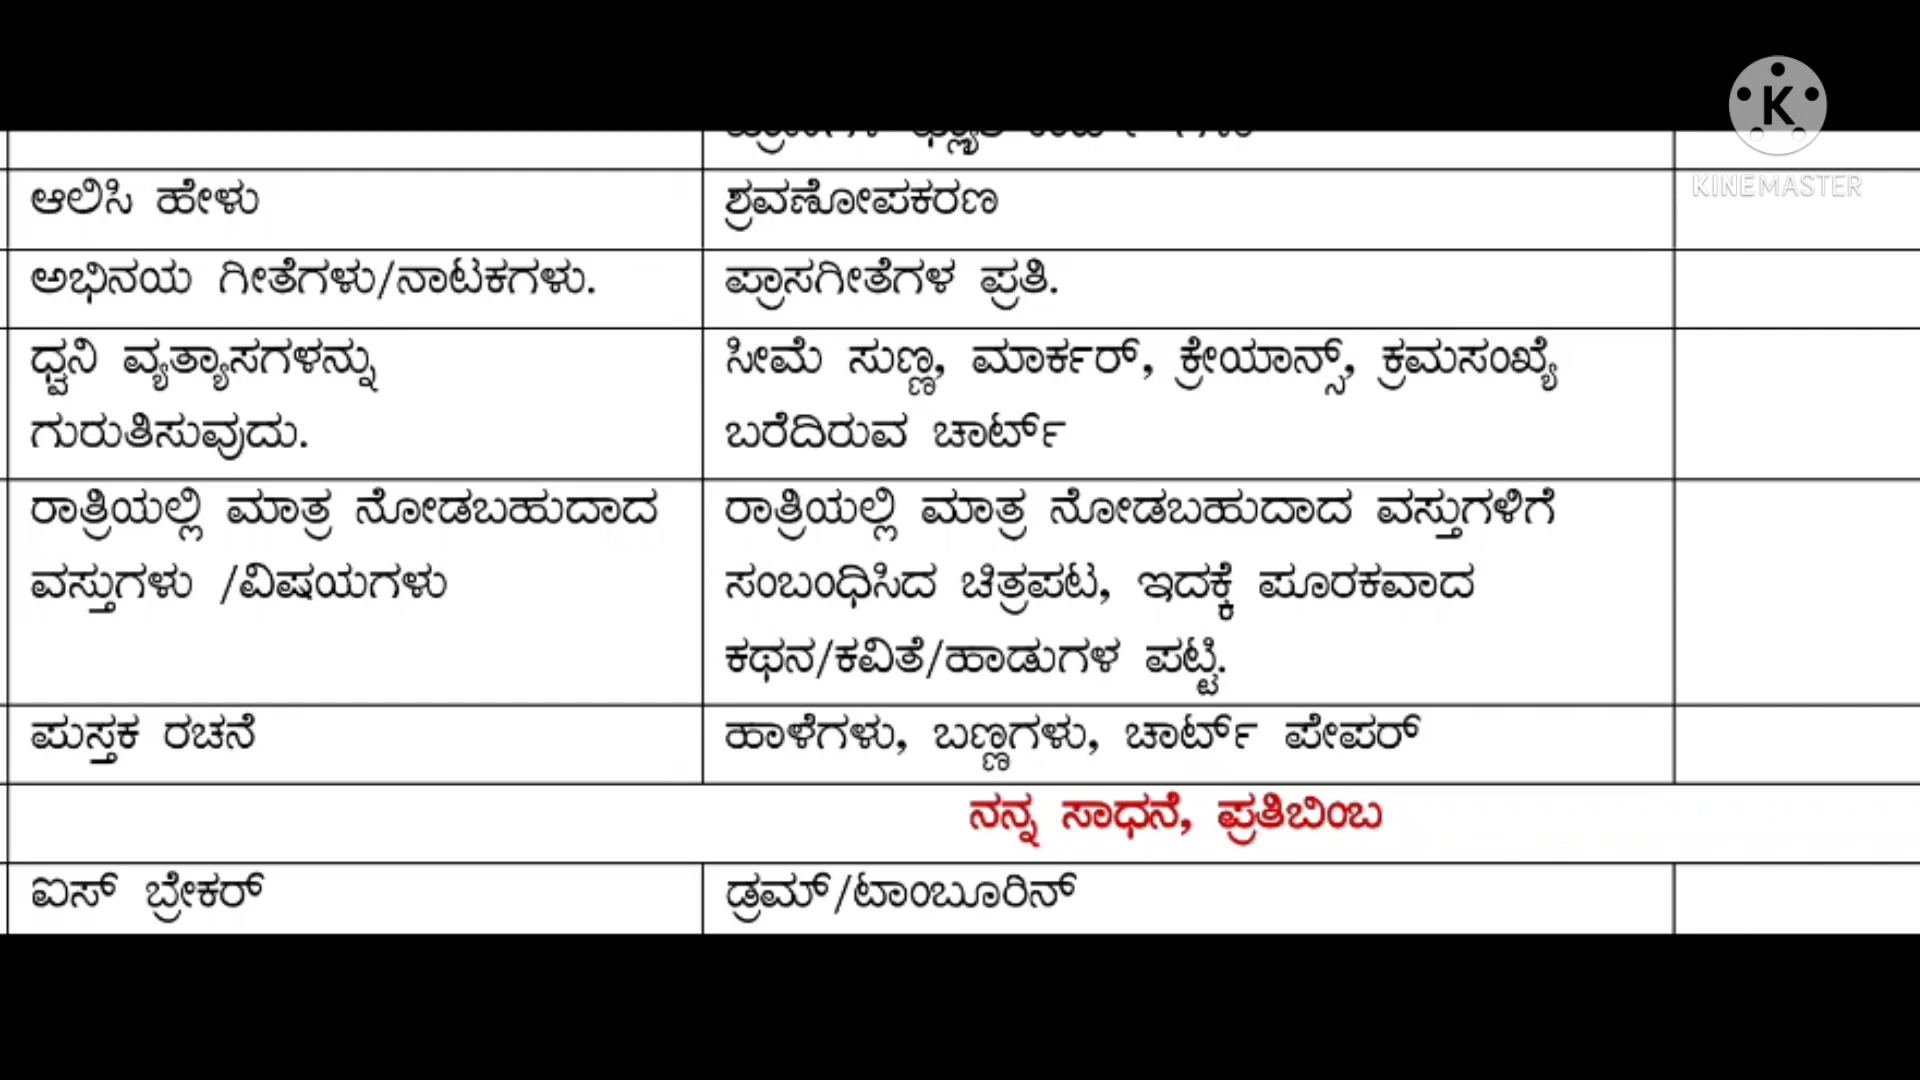 K
KINEMASTER
ಆಲಿಸಿ ಹೇಳು
ಶ್ರವಣೋಪಕರಣ
ಅಭಿನಯ ಗೀತೆಗಳು/ನಾಟಕಗಳು.
ಪ್ರಾಸಗೀತೆಗಳ ಪ್ರತಿ.
ಧ್ವನಿ ವ್ಯತ್ಯಾಸಗಳನ್ನು
ಗುರುತಿಸುವುದು.
ಸೀಮೆ ಸುಣ್ಣ, ಮಾರ್ಕರ್, ಕ್ರೇಯಾನ್ಸ್, ಕ್ರಮಸಂಖ್ಯೆ
ಬರೆದಿರುವ ಚಾರ್ಟ್
ರಾತ್ರಿಯಲ್ಲಿ ಮಾತ್ರ ನೋಡಬಹುದಾದ
ವಸ್ತುಗಳು /ವಿಷಯಗಳು
ರಾತ್ರಿಯಲ್ಲಿ ಮಾತ್ರ ನೋಡಬಹುದಾದ ವಸ್ತುಗಳಿಗೆ
ಸಂಬಂಧಿಸಿದ ಚಿತ್ರಪಟ, ಇದಕ್ಕೆ ಪೂರಕವಾದ
ಕಥನ/ಕವಿತೆ/ಹಾಡುಗಳ ಪಟ್ಟಿ.
ಪುಸ್ತಕ ರಚನೆ
ಹಾಳೆಗಳು, ಬಣ್ಣಗಳು, ಚಾರ್ಟ್ ಪೇಪರ್
ನನ್ನ ಸಾಧನೆ, ಪ್ರತಿಬಿಂಬ
ಐಸ್ ಬ್ರೇಕರ್
ಡ್ರಮ್/ಟಾಂಬೂರಿನ್